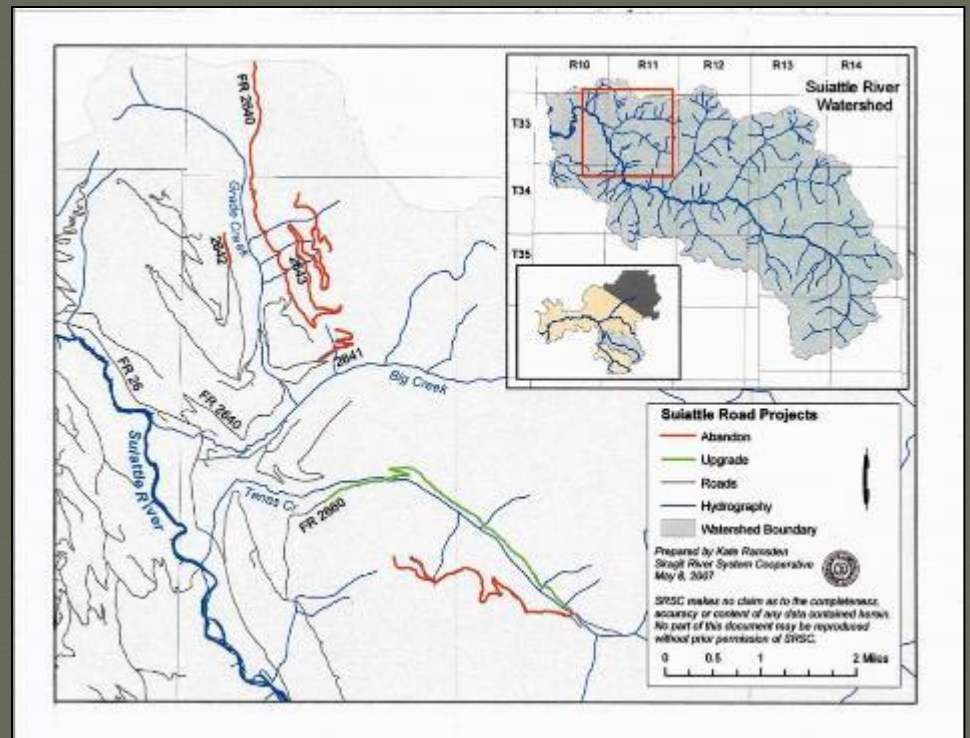 R10 R11 R12 R13 R14
Suiattle River
Watershed
T33
T34
T35
FR 2640
Grade Creek
2642
2643
2641
Big Creek
FR 26
FR 2640
Suiattle River
Tenas Cr
FR 2660
Suiattle Road Projects
Abandon
Upgrade
Roads
Hydrography
Watershed Boundary
Prepared by Kate Ramsden
Skagit River System Cooperative
May 8, 2007
SRSC makes no claim as to the completeness,
accuracy or content of any data contained herein.
No part of this document may be reproduced
without prior permission of SRSC.
0 0.5 1 2 Miles